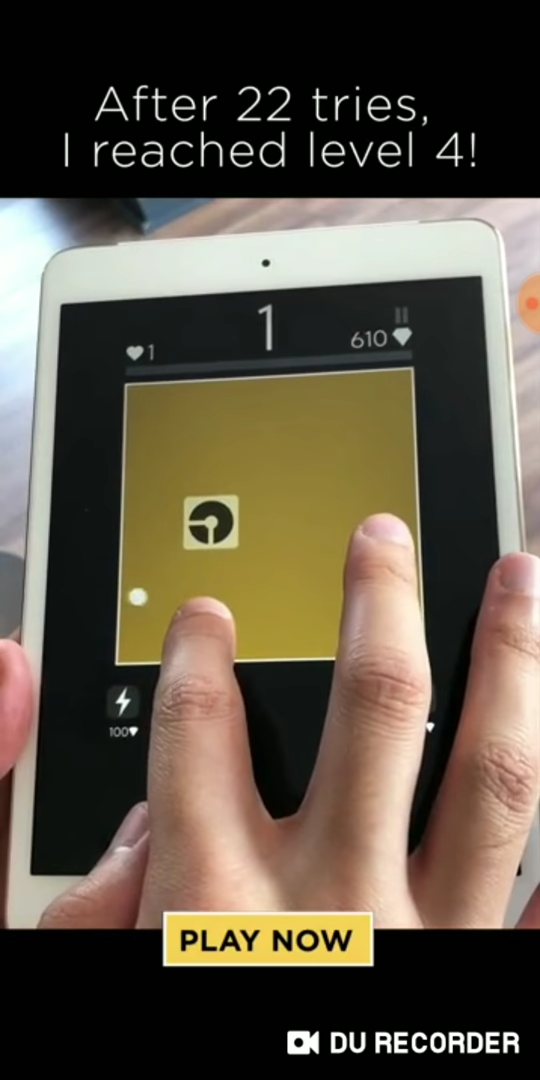 After 22 tries,
I reached level 4!
1
1
610
100
PLAY NOW
DU RECORDER